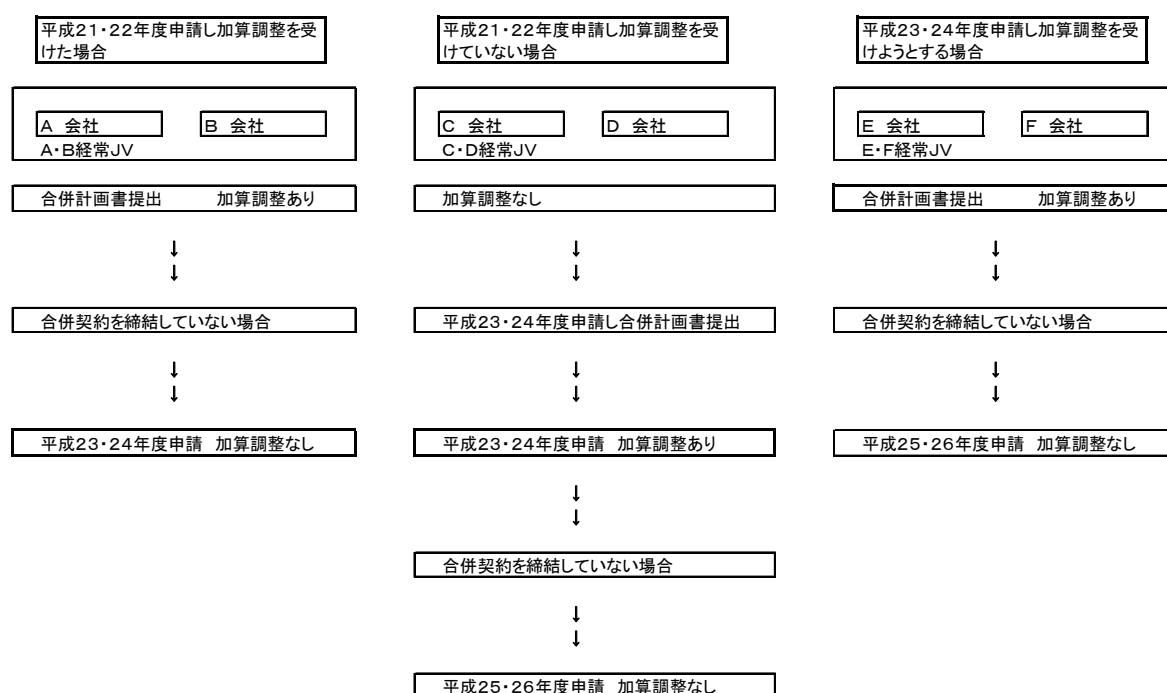 平成21・22年度申請し加算調整を受
けた場合
A 会社
B 会社
A・B経常JV
合併計画書提出 加算調整あり
↓
↓
合併契約を締結していない場合
↓
↓
平成23・24年度申請 加算調整なし
平成21・22年度申請し加算調整を受
けていない場合
C 会社
D 会社
C・D経常JV
加算調整なし
↓
↓
平成23・24年度申請し合併計画書提出
↓
↓
平成23・24年度申請 加算調整あり
↓
↓
合併契約を締結していない場合
↓
↓
平成25・26年度申請 加算調整なし
平成23・24年度申請し加算調整を受
けようとする場合
E 会社
F 会社
E・F経常JV
合併計画書提出 加算調整あり
↓
↓
合併契約を締結していない場合
↓
↓
平成25・26年度申請 加算調整なし